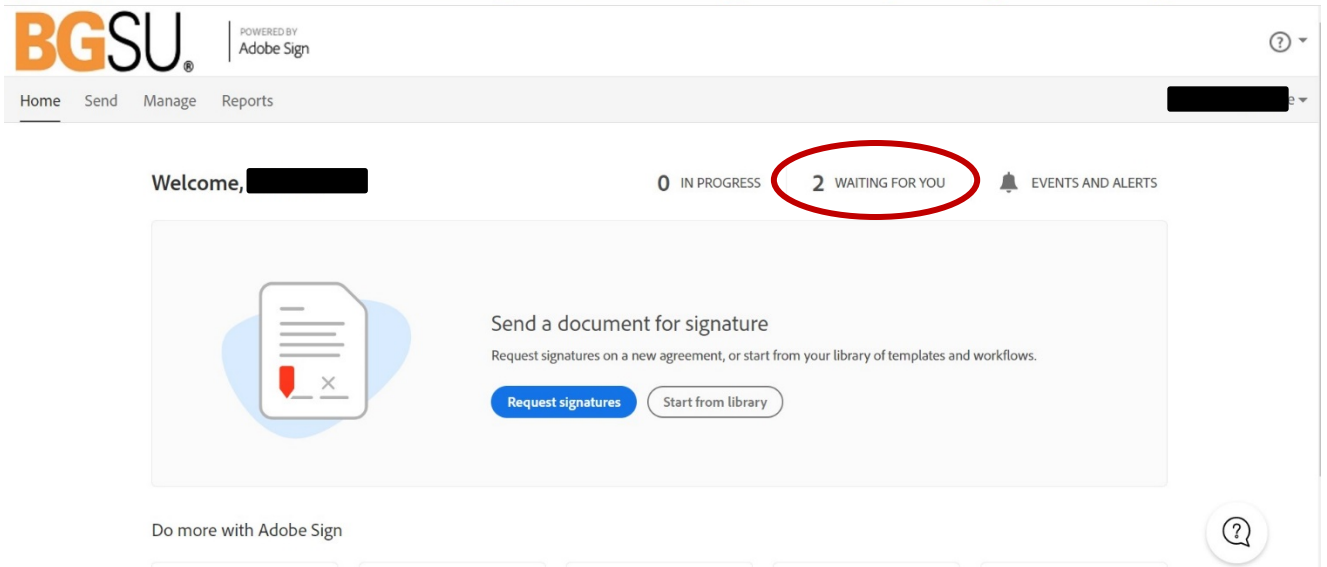 BGSU®
POWERED BY
Adobe Sign
Home Send Manage Reports
Welcome,
0 IN PROGRESS 2 WAITING FOR YOU EVENTS AND ALERTS
Send a document for signature
Request signatures on a new agreement, or start from your library of templates and workflows.
Request signatures Start from library
Do more with Adobe Sign